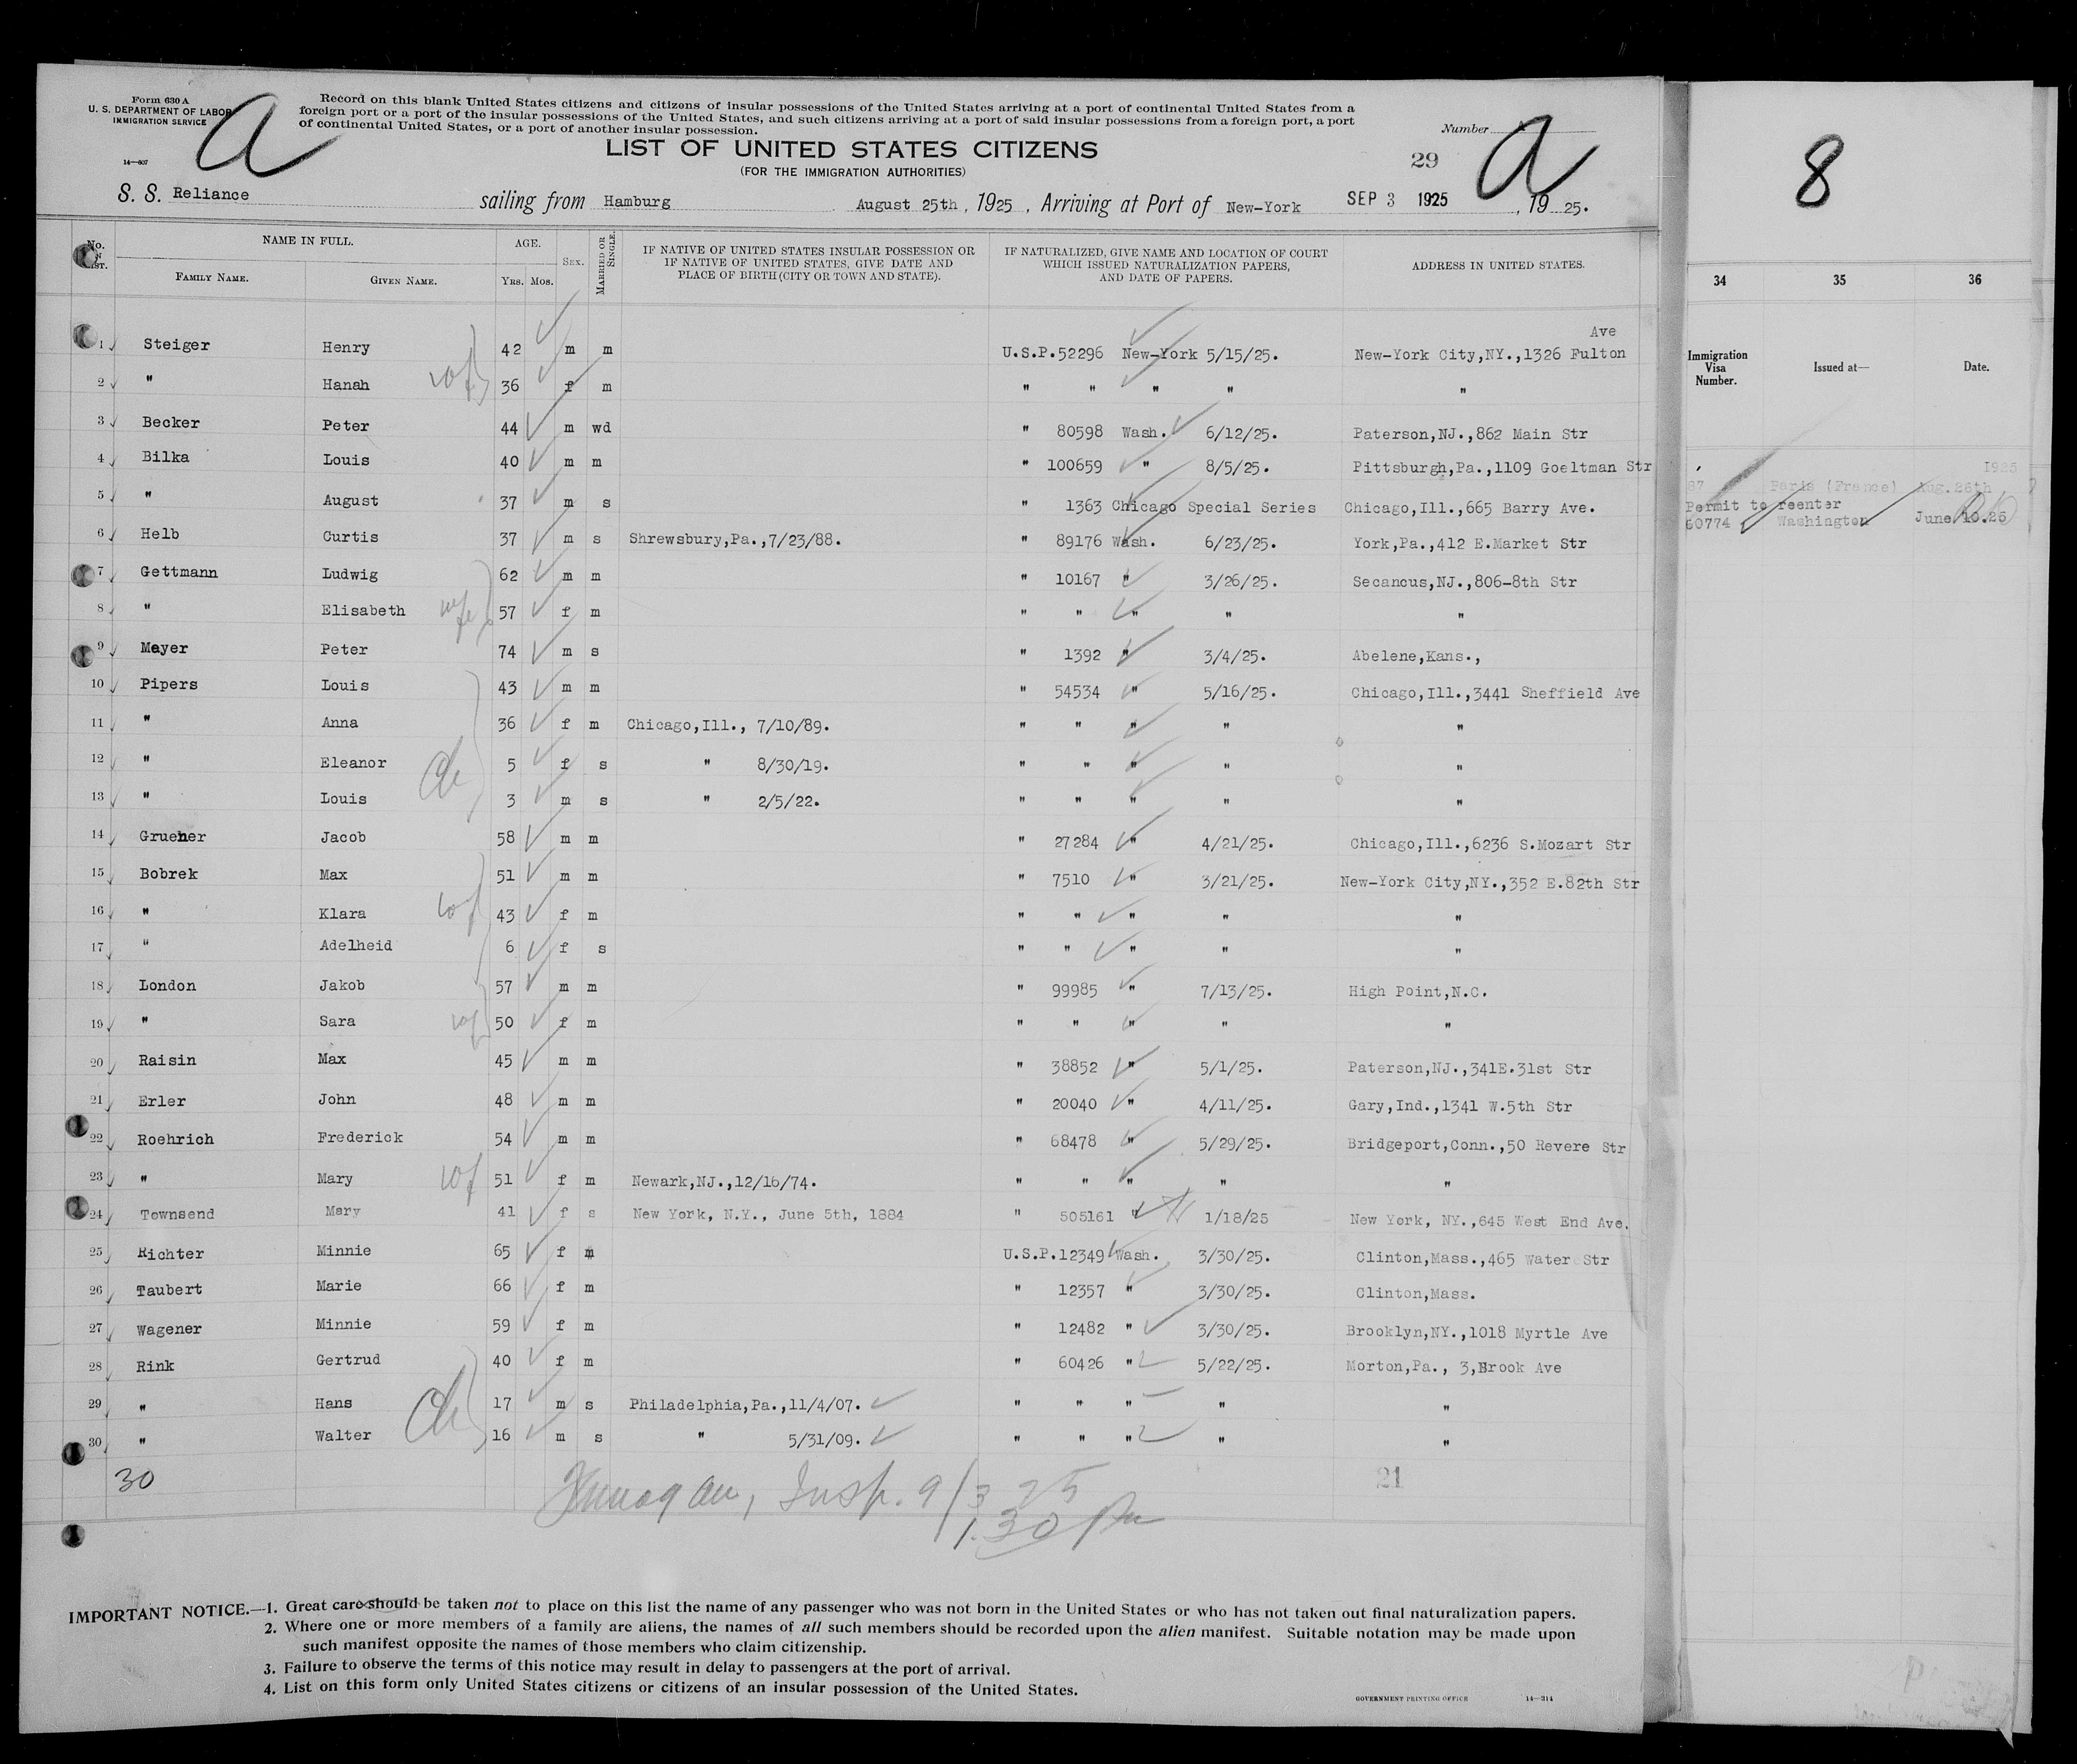 Form 630 A
U. S. DEPARTMENT OF LABOR
IMMIGRATION SERVICE
14—607
a
Record on this blank United States citizens and citizens of insular possessions of the United States arriving at a port of continental United States from a
foreign port or a port of the insular possessions of the United States, and such citizens arriving at a port of said insular possessions from a foreign port, a port
of continental United States, or a port of another insular possession.
Number
LIST OF UNITED STATES CITIZENS
(FOR THE IMMIGRATION AUTHORITIES)
29
a
8
S. S. Reliance sailing from Hamburg August 25th, 1925, Arriving at Port of New-York SEP 3 1925, 19 25.
No. LIST. NAME IN FULL. FAMILY NAME. GIVEN NAME. AGE. YRS. MOS. SEX. MARRIED OR SINGLE.
IF NATIVE OF UNITED STATES INSULAR POSSESSION OR
IF NATIVE OF UNITED STATES, GIVE DATE AND
PLACE OF BIRTH (CITY OR TOWN AND STATE).
IF NATURALIZED, GIVE NAME AND LOCATION OF COURT
WHICH ISSUED NATURALIZATION PAPERS,
AND DATE OF PAPERS.
ADDRESS IN UNITED STATES.
34 35 36
Immigration Visa Number. Issued at— Date.
Ave
1 Steiger Henry 42 m m U.S.P.52296 New-York 5/15/25. New-York City,NY.,1326 Fulton
2 " Hanah wf 36 f m " " " " "
3 Becker Peter 44 m wd " 80598 Wash. 6/12/25. Paterson,NJ.,862 Main Str
4 Bilka Louis 40 m m " 100659 " 8/5/25. Pittsburgh,Pa.,1109 Goeltman Str
5 " August 37 m s " 1363 Chicago Special Series Chicago,Ill.,665 Barry Ave.
6 Helb Curtis 37 m s Shrewsbury,Pa.,7/23/88. " 89176 Wash. 6/23/25. York,Pa.,412 E.Market Str
7 Gettmann Ludwig 62 m m " 10167 " 3/26/25. Secancus,NJ.,806-8th Str
8 " Elisabeth wife 57 f m " " " " "
9 Mayer Peter 74 m s " 1392 " 3/4/25. Abelene,Kans.,
10 Pipers Louis 43 m m " 54534 " 5/16/25. Chicago,Ill.,3441 Sheffield Ave
11 " Anna 36 f m Chicago,Ill., 7/10/89. " " " " "
12 " Eleanor 5 f s " 8/30/19. " " " " "
13 " Louis 3 m s " 2/5/22. " " " " "
14 Gruener Jacob 58 m m " 27284 " 4/21/25. Chicago,Ill.,6236 S.Mozart Str
15 Bobrek Max 51 m m " 7510 " 3/21/25. New-York City,NY.,352 E.82th Str
16 " Klara wf 43 f m " " " " "
17 " Adelheid 6 f s " " " " "
18 London Jakob 57 m m " 99985 " 7/13/25. High Point,N.C.
19 " Sara wf 50 f m " " " " "
20 Raisin Max 45 m m " 38852 " 5/1/25. Paterson,NJ.,341E.31st Str
21 Erler John 48 m m " 20040 " 4/11/25. Gary,Ind.,1341 W.5th Str
22 Roehrich Frederick 54 m m " 68478 " 5/29/25. Bridgeport,Conn.,50 Revere Str
23 " Mary wf 51 f m Newark,NJ.,12/16/74. " " " " "
24 Townsend Mary 41 f s New York, N.Y., June 5th, 1884 " 505161 " 1/18/25 New York, NY.,645 West End Ave.
25 Richter Minnie 65 f m U.S.P.12349 Wash. 3/30/25. Clinton,Mass.,465 Water Str
26 Taubert Marie 66 f m " 12357 " 3/30/25. Clinton,Mass.
27 Wagener Minnie 59 f m " 12482 " 3/30/25. Brooklyn,NY.,1018 Myrtle Ave
28 Rink Gertrud 40 f m " 60426 " 5/22/25. Morton,Pa., 3,Brook Ave
29 " Hans ch 17 m s Philadelphia,Pa.,11/4/07. " " " " "
30 " Walter 16 m s " 5/31/09. " " " " "
1925
87 Paris (France) Aug.26th
Permit to reenter
60774 Washington June 10.25
30
Insp. 9/3 25
1.30 Pm
21
IMPORTANT NOTICE.—1. Great care should be taken not to place on this list the name of any passenger who was not born in the United States or who has not taken out final naturalization papers.
2. Where one or more members of a family are aliens, the names of all such members should be recorded upon the alien manifest. Suitable notation may be made upon
such manifest opposite the names of those members who claim citizenship.
3. Failure to observe the terms of this notice may result in delay to passengers at the port of arrival.
4. List on this form only United States citizens or citizens of an insular possession of the United States.
GOVERNMENT PRINTING OFFICE 14—314